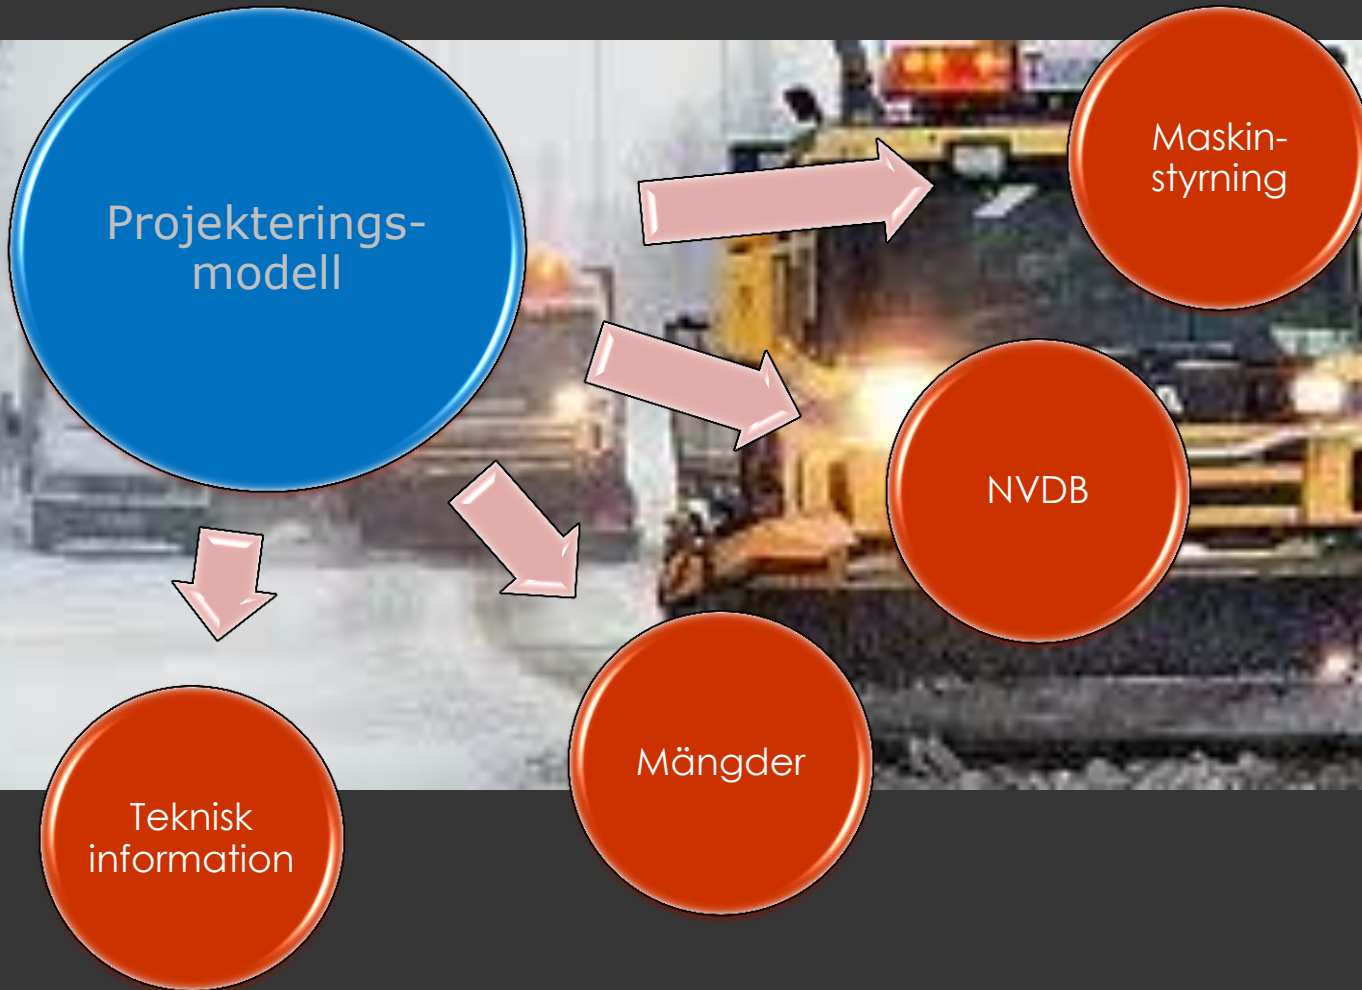 Projekterings-
modell
Maskin-
styrning
NVDB
Mängder
Teknisk
information